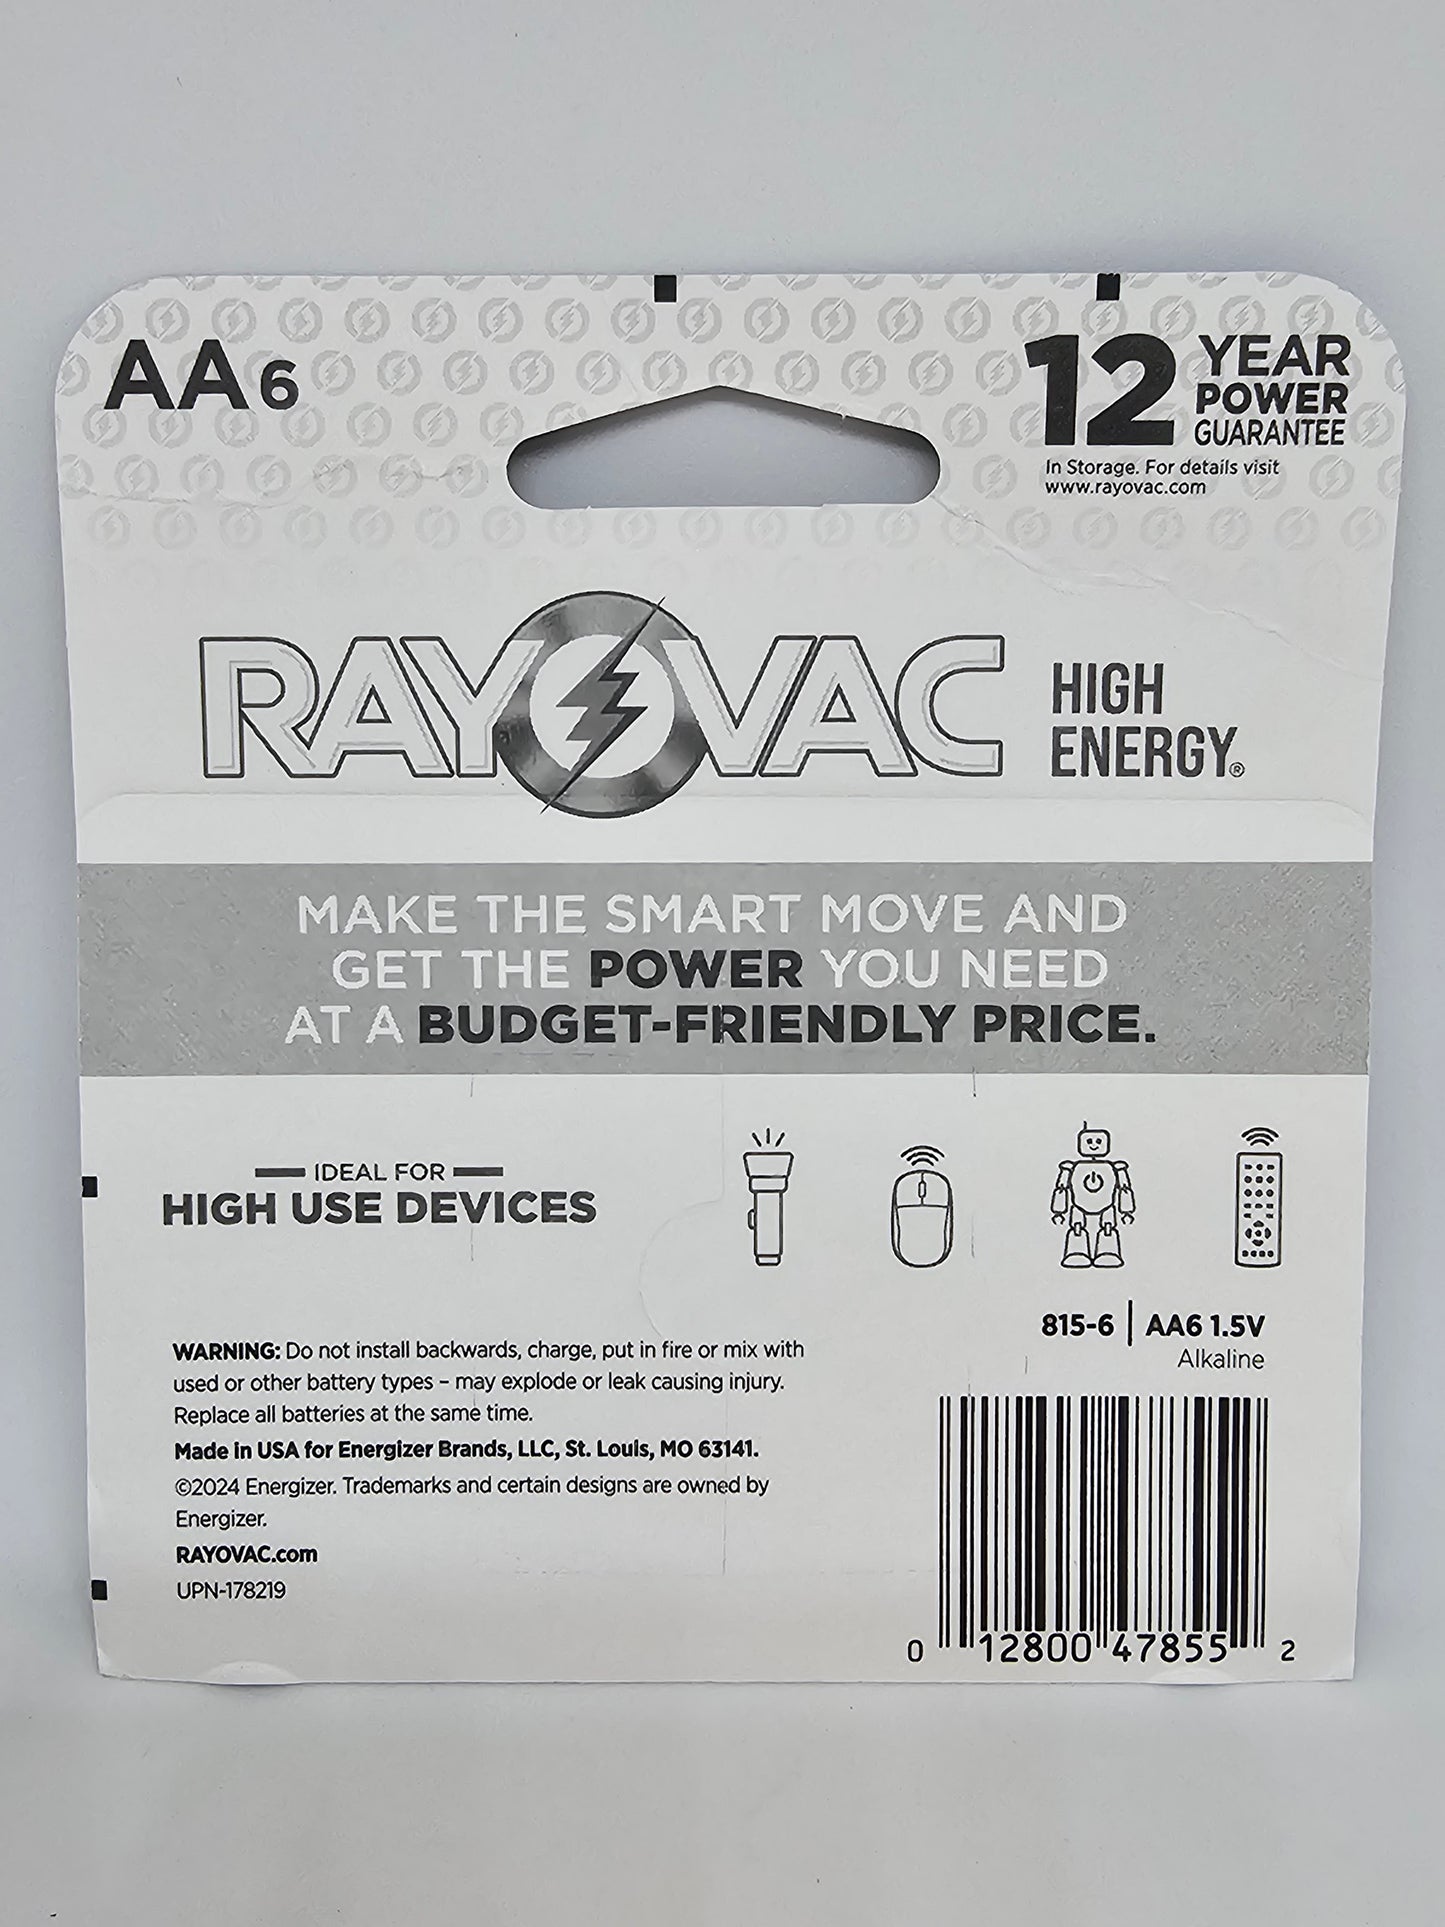 AA6
12 YEAR
POWER
GUARANTEE
In Storage. For details visit
www.rayovac.com
RAYOVAC
HIGH
ENERGY®
MAKE THE SMART MOVE AND
GET THE POWER YOU NEED
AT A BUDGET-FRIENDLY PRICE.
IDEAL FOR
HIGH USE DEVICES
815-6 | AA6 1.5V
Alkaline
WARNING: Do not install backwards, charge, put in fire or mix with
used or other battery types – may explode or leak causing injury.
Replace all batteries at the same time.
Made in USA for Energizer Brands, LLC, St. Louis, MO 63141.
©2024 Energizer. Trademarks and certain designs are owned by
Energizer.
RAYOVAC.com
UPN-178219
0 12800 47855 2